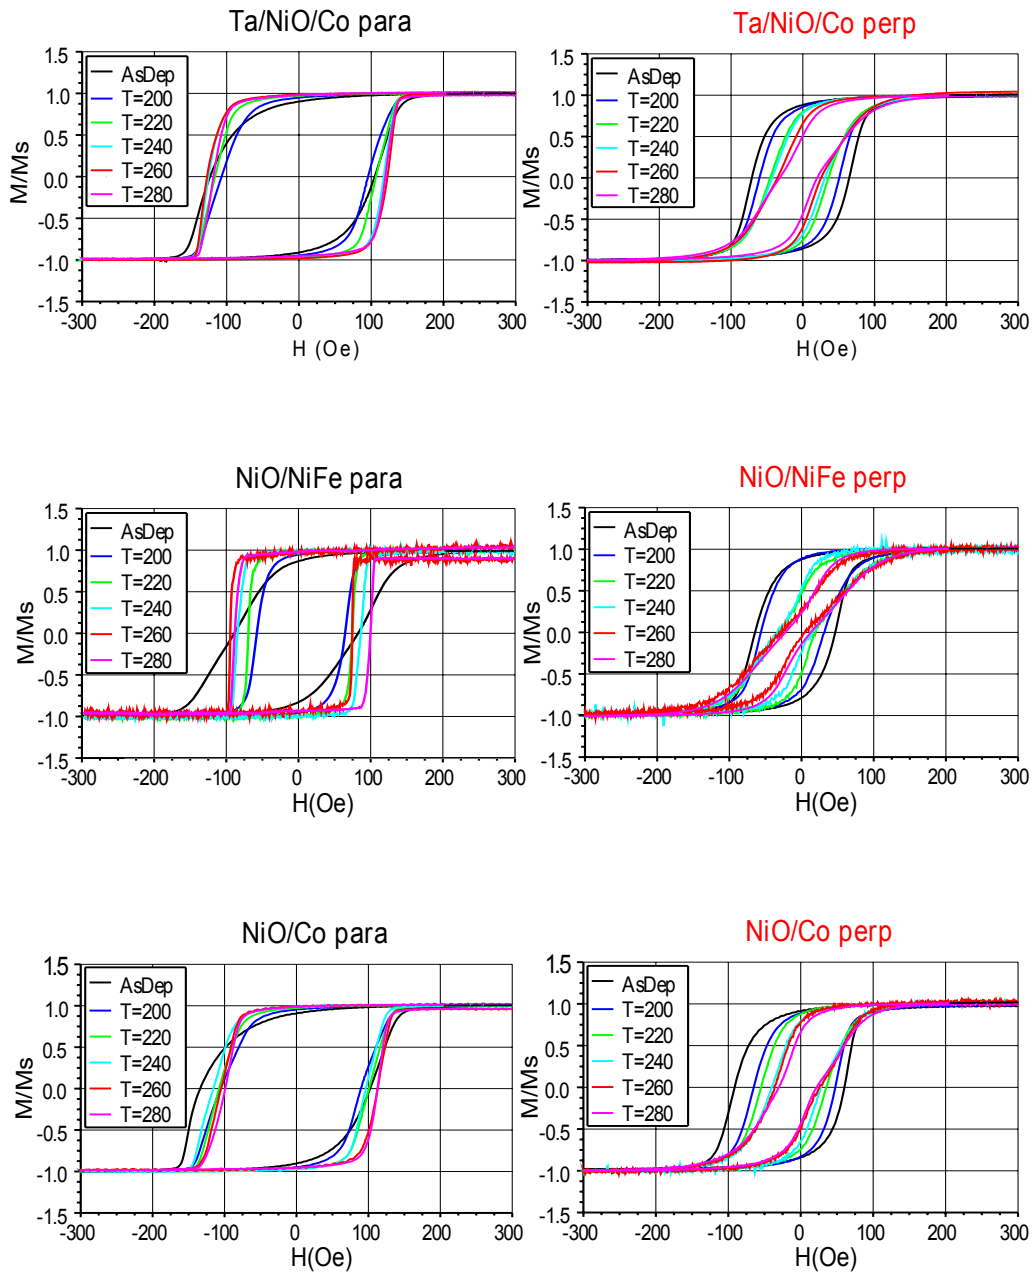 Ta/NiO/Co para
1.5
1.0
0.5
0.0
-0.5
-1.0
-1.5
M/Ms
AsDep
T=200
T=220
T=240
T=260
T=280
-300 -200 -100 0 100 200 300
H (Oe)
Ta/NiO/Co perp
1.5
1.0
0.5
0.0
-0.5
-1.0
-1.5
M/Ms
AsDep
T=200
T=220
T=240
T=260
T=280
-300 -200 -100 0 100 200 300
H (Oe)
NiO/NiFe para
1.5
1.0
0.5
0.0
-0.5
-1.0
-1.5
M/Ms
AsDep
T=200
T=220
T=240
T=260
T=280
-300 -200 -100 0 100 200 300
H(Oe)
NiO/NiFe perp
1.5
1.0
0.5
0.0
-0.5
-1.0
-1.5
M/Ms
AsDep
T=200
T=220
T=240
T=260
T=280
-300 -200 -100 0 100 200 300
H(Oe)
NiO/Co para
1.5
1.0
0.5
0.0
-0.5
-1.0
-1.5
M/Ms
AsDep
T=200
T=220
T=240
T=260
T=280
-300 -200 -100 0 100 200 300
H(Oe)
NiO/Co perp
1.5
1.0
0.5
0.0
-0.5
-1.0
-1.5
M/Ms
AsDep
T=200
T=220
T=240
T=260
T=280
-300 -200 -100 0 100 200 300
H(Oe)